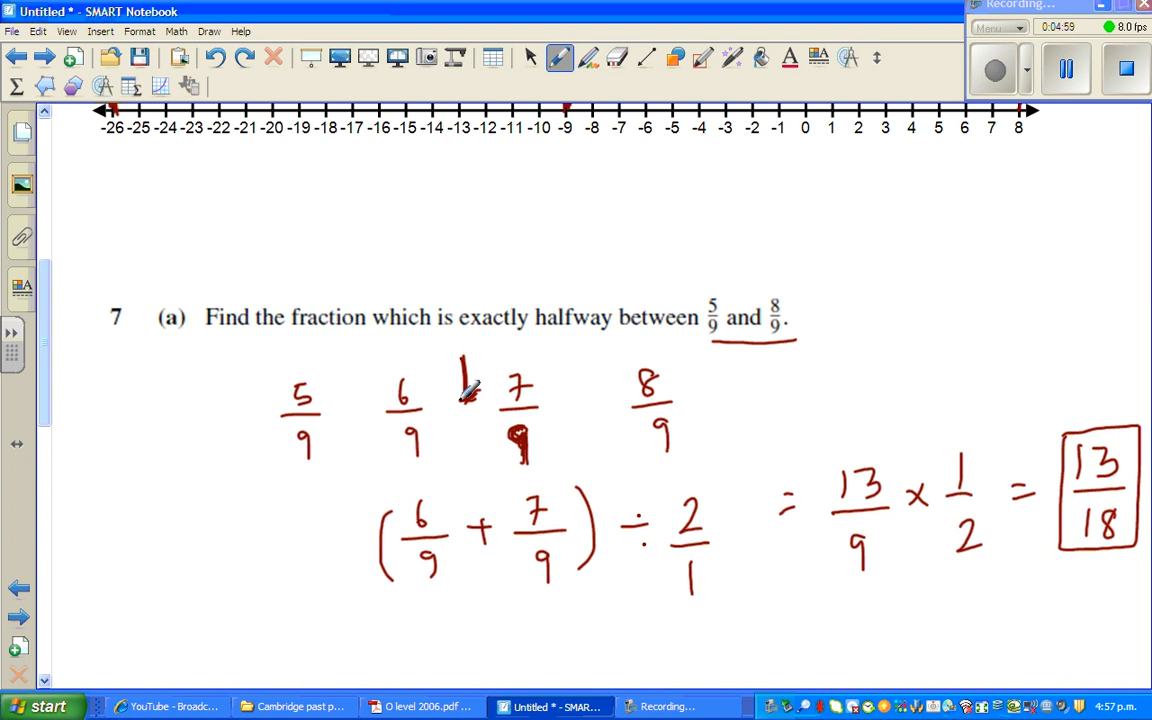 Untitled * - SMART Notebook
Recording...
File Edit View Insert Format Math Draw Help
Menu
00:04:59
8.0 fps
-26 -25 -24 -23 -22 -21 -20 -19 -18 -17 -16 -15 -14 -13 -12 -11 -10 -9 -8 -7 -6 -5 -4 -3 -2 -1 0 1 2 3 4 5 6 7 8
7 (a) Find the fraction which is exactly halfway between 5/9 and 8/9.
5/9 6/9 7/9 8/9
(6/9 + 7/9) ÷ 2/1 = 13/9 × 1/2 = 13/18
start
YouTube - Broadc...
Cambridge past p...
O level 2006.pdf ...
Untitled * - SMAR...
Recording...
4:57 p.m.